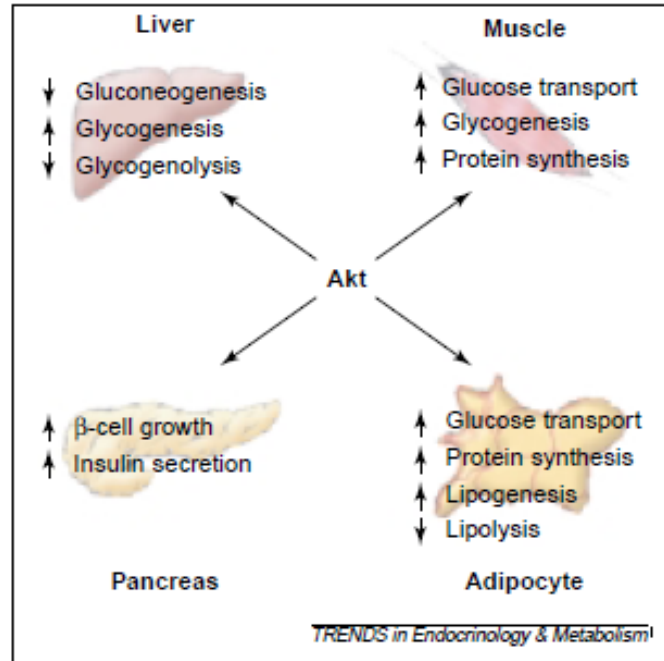 Liver
↓ Gluconeogenesis
↑ Glycogenesis
↓ Glycogenolysis
Muscle
↑ Glucose transport
↑ Glycogenesis
↑ Protein synthesis
Akt
↑ β-cell growth
↑ Insulin secretion
Pancreas
↑ Glucose transport
↑ Protein synthesis
↑ Lipogenesis
↓ Lipolysis
Adipocyte
TRENDS in Endocrinology & Metabolism